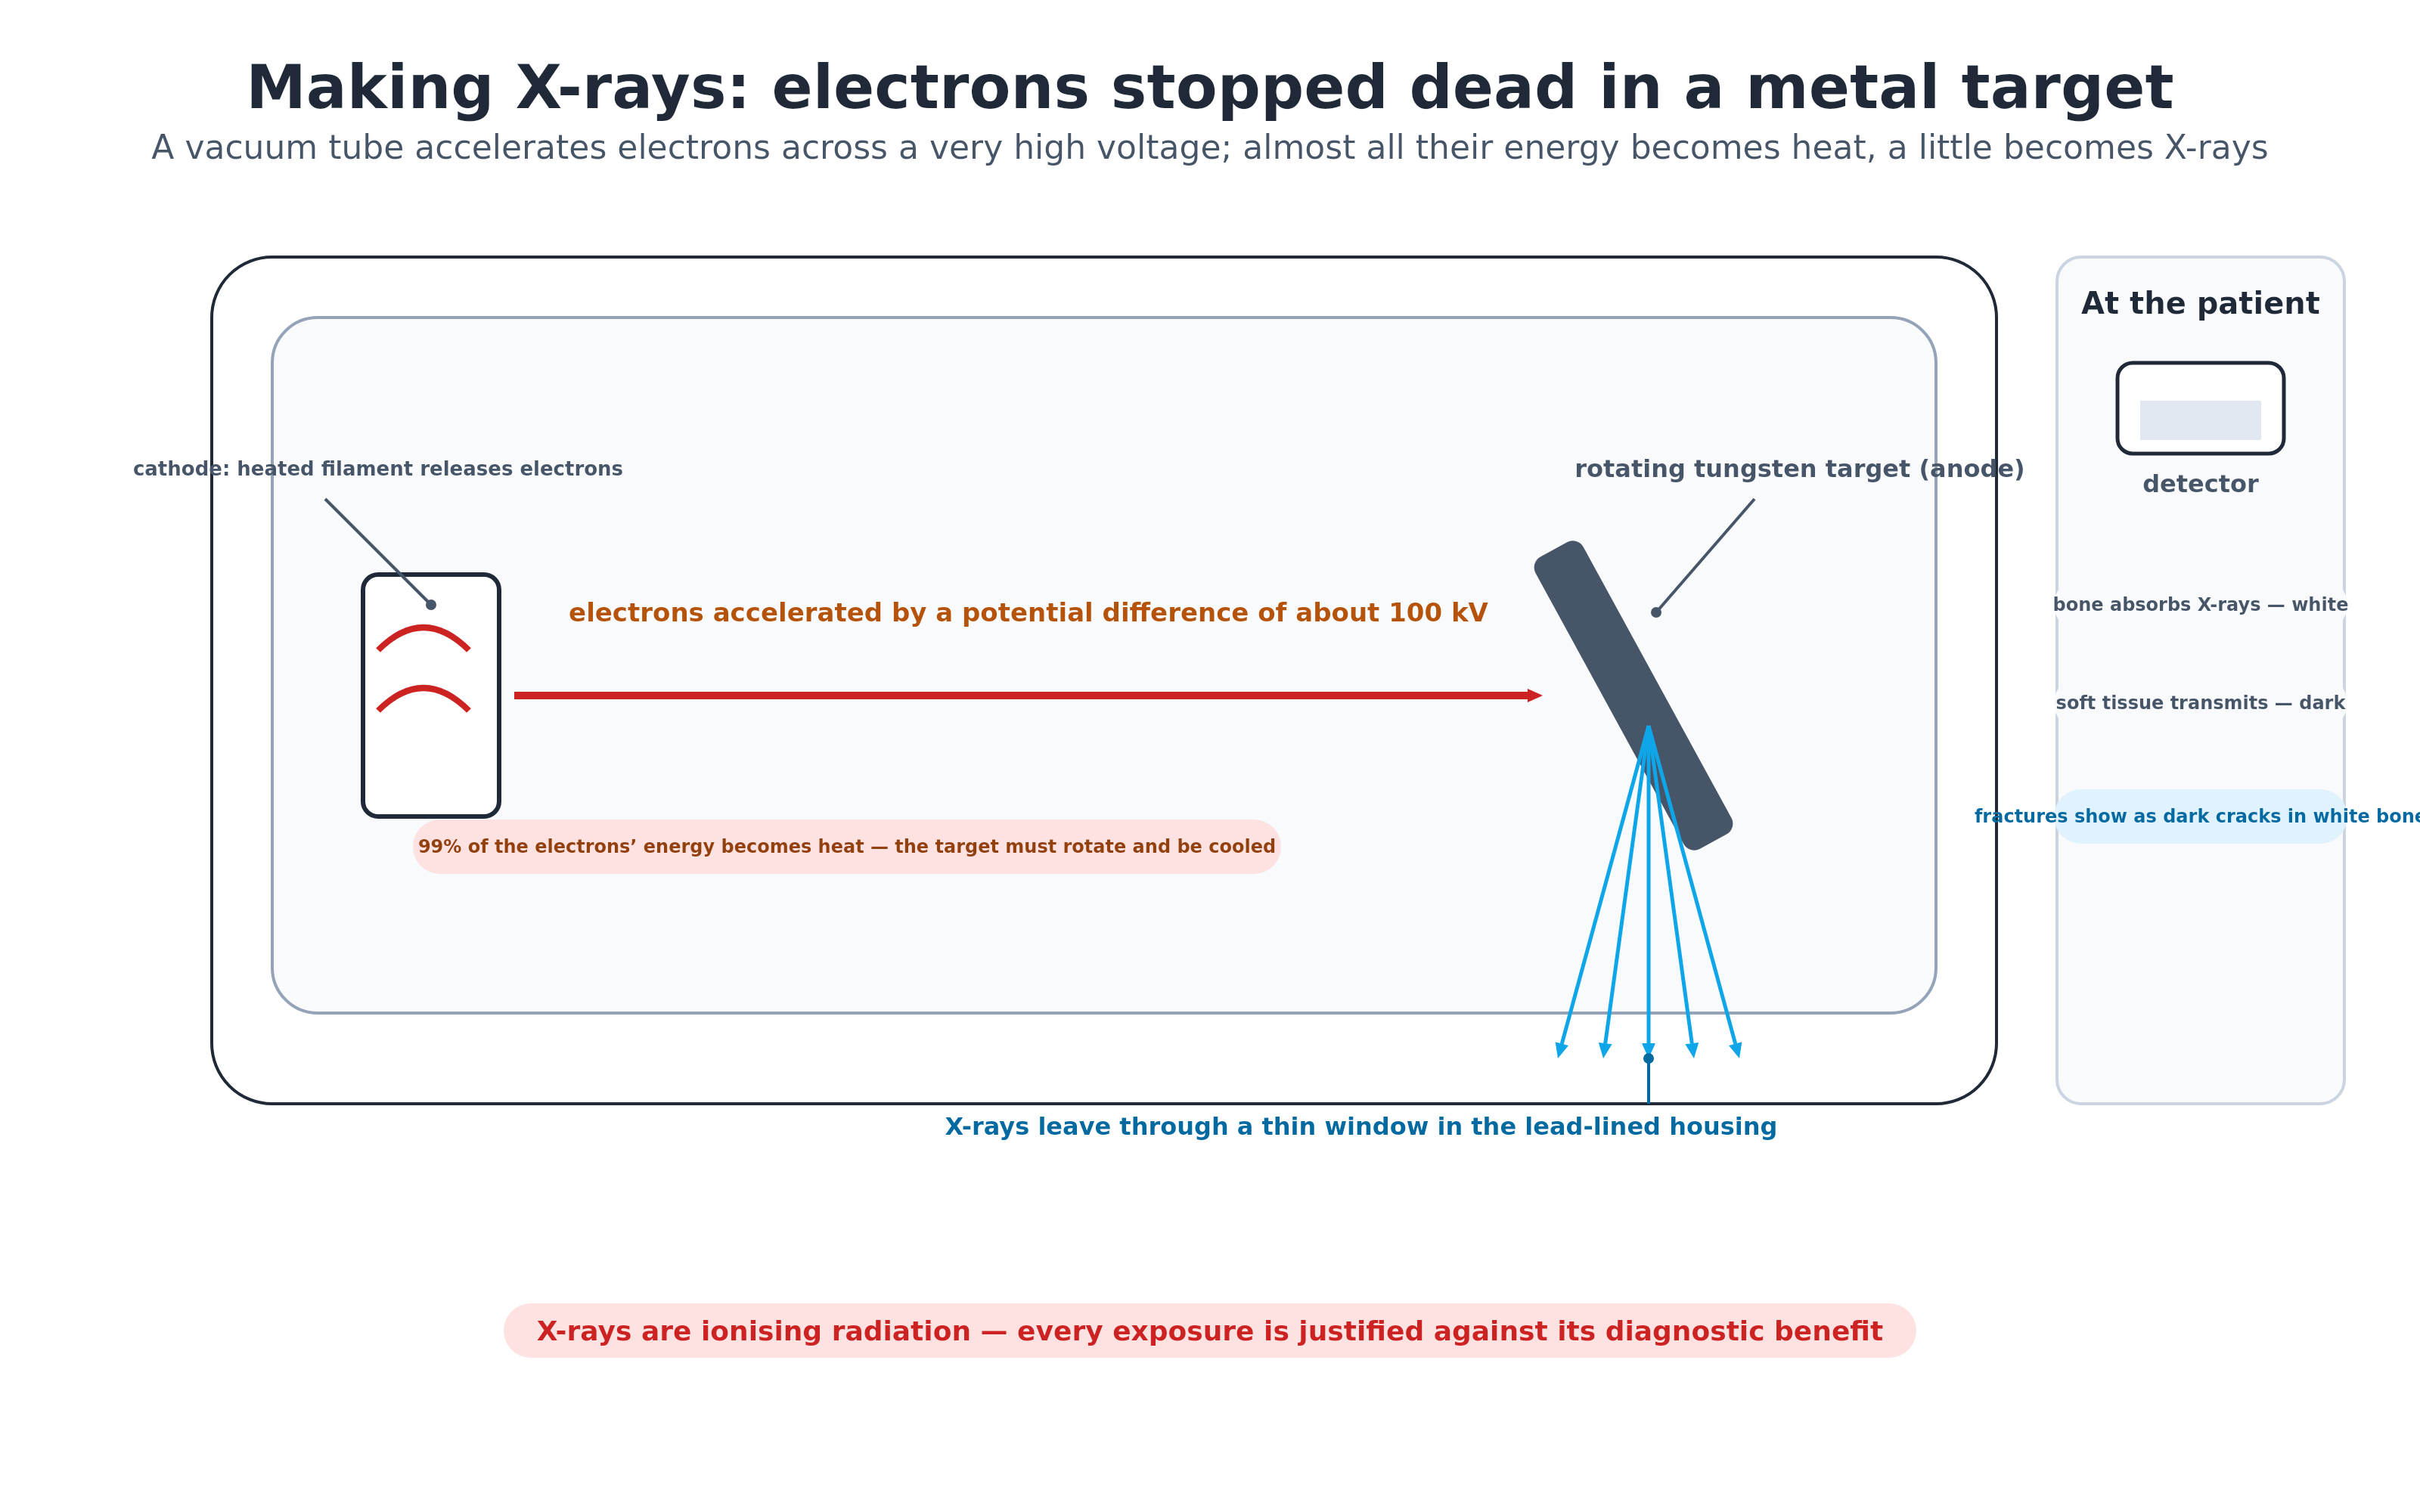 Making X-rays: electrons stopped dead in a metal target
A vacuum tube accelerates electrons across a very high voltage; almost all their energy becomes heat, a little becomes X-rays
At the patient
detector
cathode: heated filament releases electrons
rotating tungsten target (anode)
electrons accelerated by a potential difference of about 100 kV
bone absorbs X-rays — white
soft tissue transmits — dark
fractures show as dark cracks in white bone
99% of the electrons’ energy becomes heat — the target must rotate and be cooled
X-rays leave through a thin window in the lead-lined housing
X-rays are ionising radiation — every exposure is justified against its diagnostic benefit